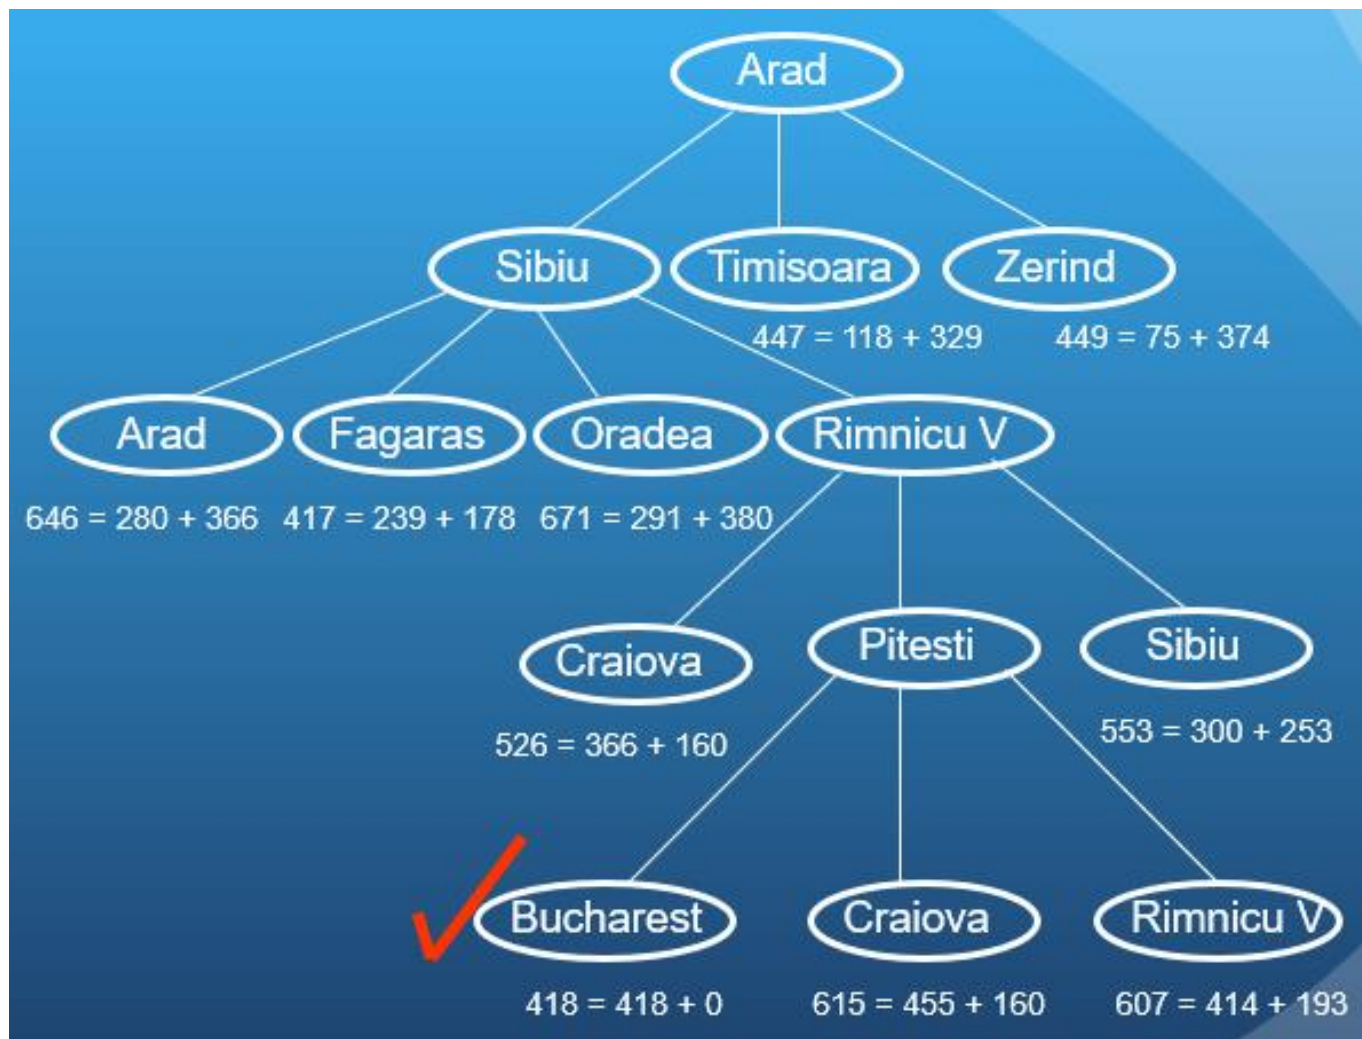 Arad
Sibiu
Timisoara
Zerind
447 = 118 + 329
449 = 75 + 374
Arad
Fagaras
Oradea
Rimnicu V
646 = 280 + 366
417 = 239 + 178
671 = 291 + 380
Craiova
Pitesti
Sibiu
526 = 366 + 160
553 = 300 + 253
Bucharest
Craiova
Rimnicu V
418 = 418 + 0
615 = 455 + 160
607 = 414 + 193